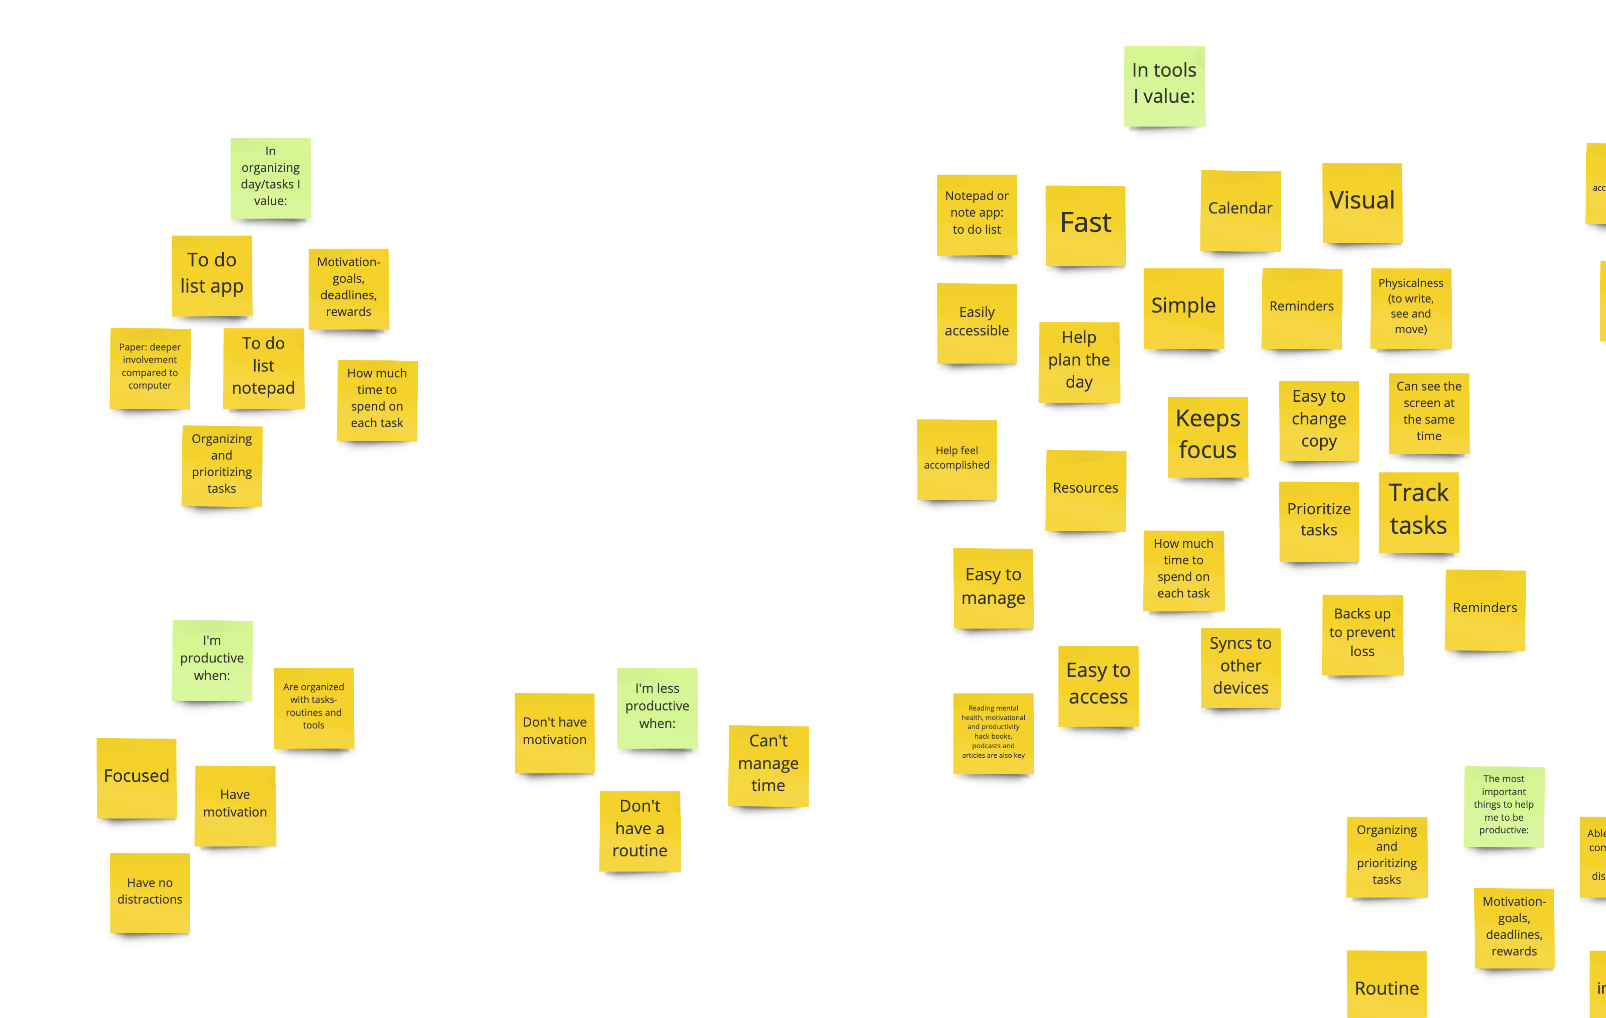 In
organizing
day/tasks I
value:
To do
list app
Motivation-
goals,
deadlines,
rewards
Paper: deeper
involvement
compared to
computer
To do
list
notepad
How much
time to
spend on
each task
Organizing
and
prioritizing
tasks
I'm
productive
when:
Are organized
with tasks-
routines and
tools
Focused
Have
motivation
Have no
distractions
I'm less
productive
when:
Don't have
motivation
Can't
manage
time
Don't
have a
routine
In tools
I value:
Notepad or
note app:
to do list
Fast
Calendar
Visual
Easily
accessible
Help
plan the
day
Simple
Reminders
Physicalness
(to write,
see and
move)
Keeps
focus
Easy to
change
copy
Can see the
screen at
the same
time
Help feel
accomplished
Resources
Prioritize
tasks
Track
tasks
Easy to
manage
How much
time to
spend on
each task
Backs up
to prevent
loss
Reminders
Easy to
access
Syncs to
other
devices
Reading mental
health, motivational
and productivity
hack books,
podcasts and
articles are also key
The most
important
things to help
me to be
productive:
Organizing
and
prioritizing
tasks
Motivation-
goals,
deadlines,
rewards
Routine